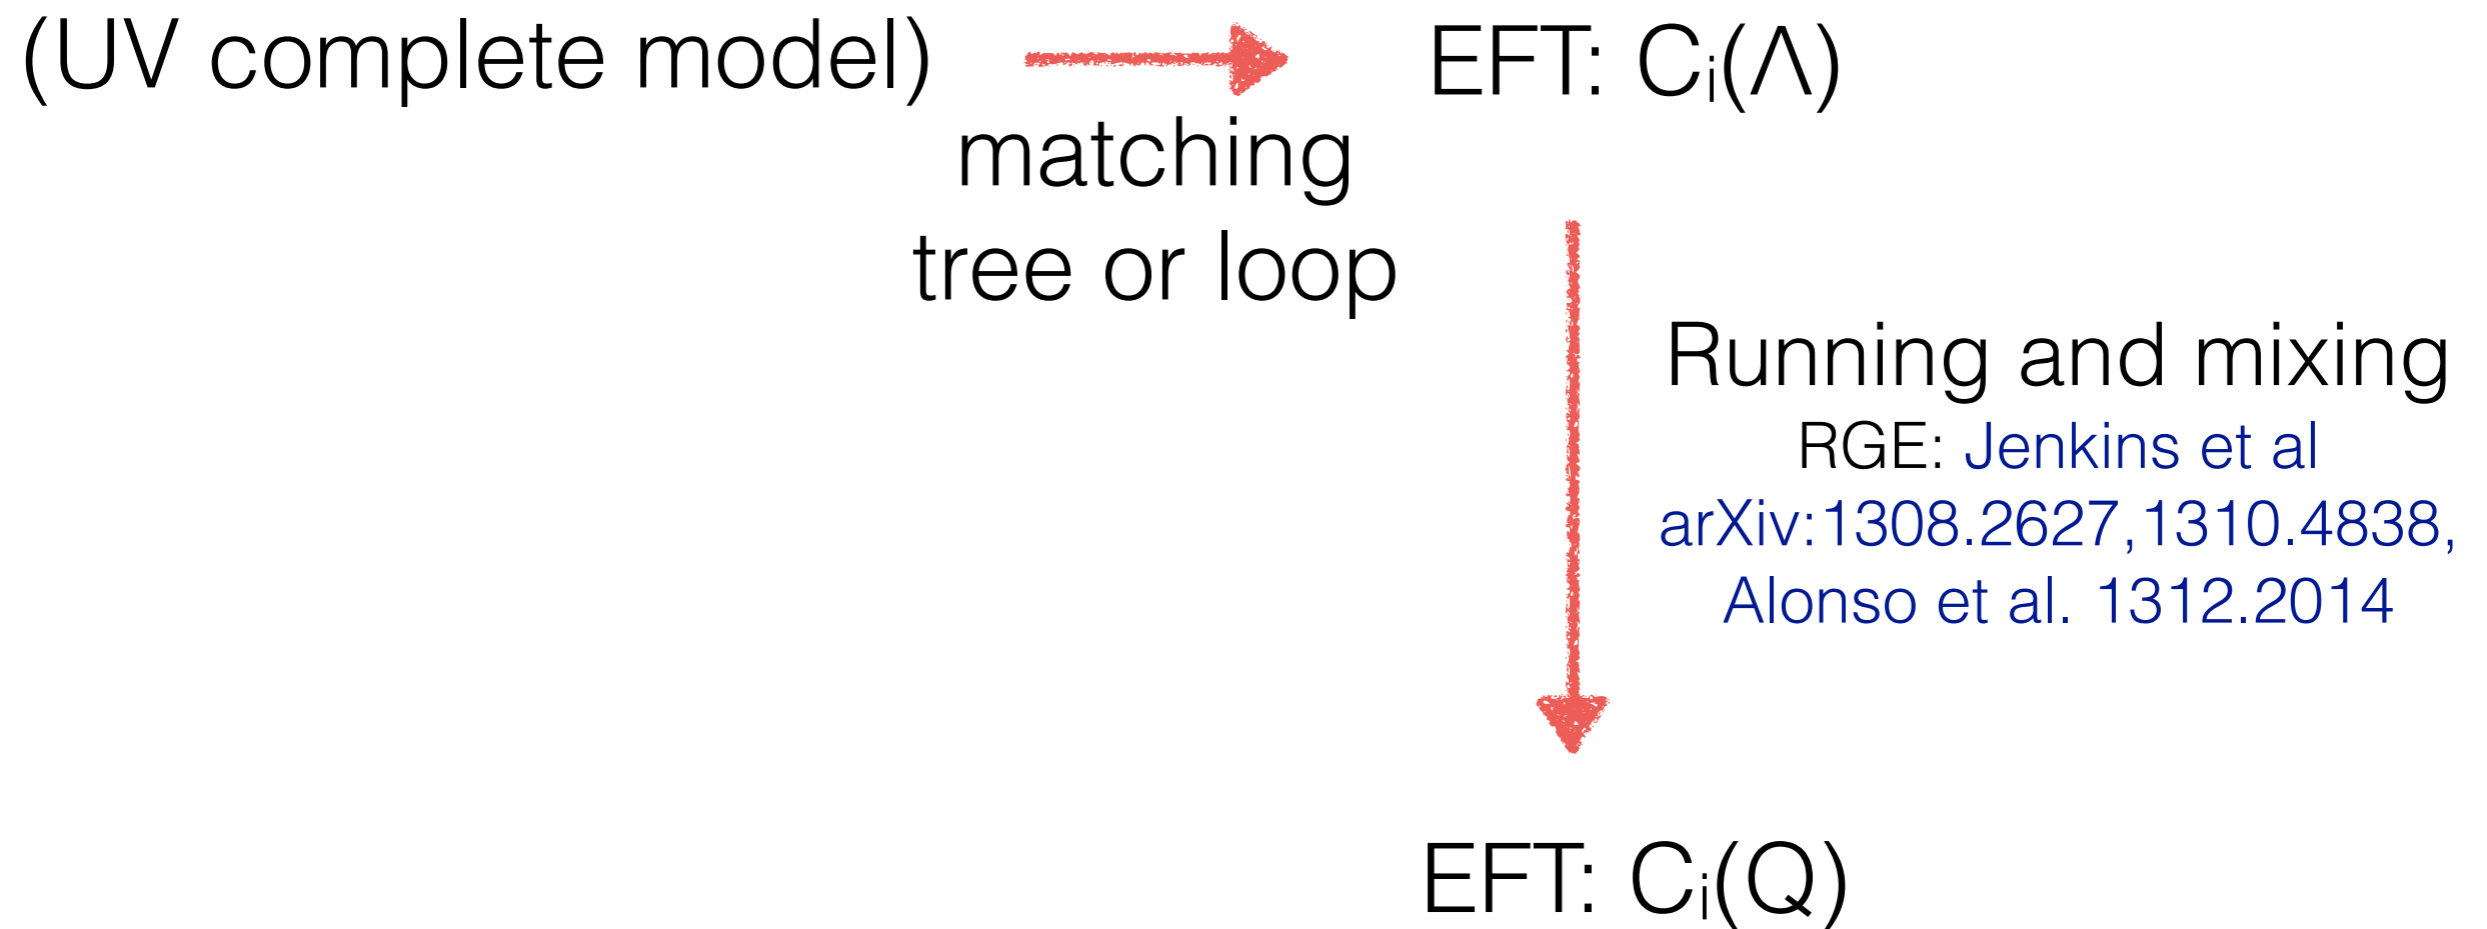 (UV complete model)
EFT: Cᵢ(Λ)
matching
tree or loop
Running and mixing
RGE: Jenkins et al
arXiv:1308.2627,1310.4838,
Alonso et al. 1312.2014
EFT: Cᵢ(Q)